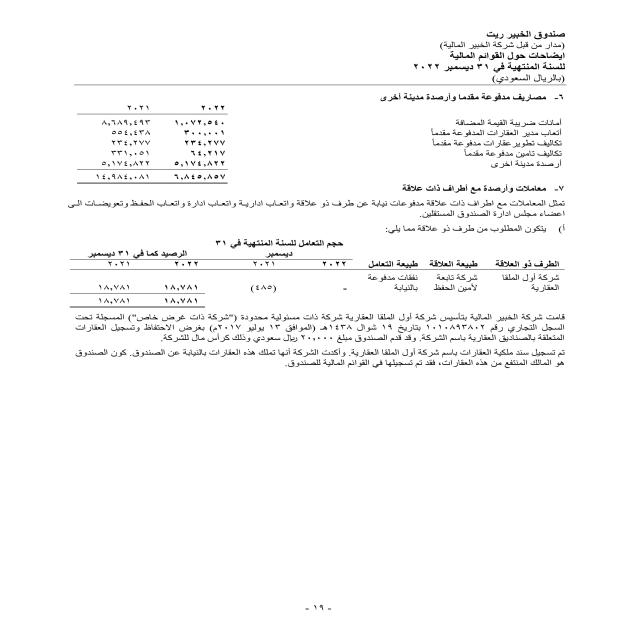 صندوق الخبير ريت
(مدار من قبل شركة الخبير المالية)
إيضاحات حول القوائم المالية
للسنة المنتهية في ٣١ ديسمبر ٢٠٢٢
(بالريال السعودي)
٦- مصاريف مدفوعة مقدما وأرصدة مدينة أخرى
٢٠٢٢ ٢٠٢١
أمانات ضريبة القيمة المضافة ١,٠٧٢,٥٤٠ ٨,٦٨٩,٤٩٣
أتعاب مدير العقارات المدفوعة مقدماً ٣٠٠,٠٠١ ٥٥٤,٤٣٨
تكاليف تطوير عقارات مدفوعة مقدماً ٢٣٤,٢٧٧ ٢٣٤,٢٧٧
تكاليف تامين مدفوعة مقدماً ٦٤,٢١٧ ٣٣١,٠٥١
أرصدة مدينة اخرى ٥,١٧٤,٨٢٢ ٥,١٧٤,٨٢٢
٦,٨٤٥,٨٥٧ ١٤,٩٨٤,٠٨١
٧- معاملات وأرصدة مع أطراف ذات علاقة
تمثل المعاملات مع اطراف ذات علاقة مدفوعات نيابة عن طرف ذو علاقة واتعاب ادارية واتعاب ادارة واتعاب الحفظ وتعويضات الى
اعضاء مجلس ادارة الصندوق المستقلين.
أ) يتكون المطلوب من طرف ذو علاقة مما يلي:
حجم التعامل للسنة المنتهية في ٣١
ديسمبر الرصيد كما في ٣١ ديسمبر
الطرف ذو العلاقة طبيعة العلاقة طبيعة التعامل ٢٠٢٢ ٢٠٢١ ٢٠٢٢ ٢٠٢١
شركة أول الملقا شركة تابعة نفقات مدفوعة
العقارية لأمين الحفظ بالنيابة - (٤٨٥) ١٨,٧٨١ ١٨,٧٨١
١٨,٧٨١ ١٨,٧٨١
قامت شركة الخبير المالية بتأسيس شركة أول الملقا العقارية شركة ذات مسئولية محدودة ("شركة ذات غرض خاص") المسجلة تحت
السجل التجاري رقم ١٠١٠٨٩٣٨٠٢ بتاريخ ١٩ شوال ١٤٣٨هـ (الموافق ١٣ يوليو ٢٠١٧م) بغرض الاحتفاظ وتسجيل العقارات
المتعلقة بالصناديق العقارية باسم الشركة. وقد قدم الصندوق مبلغ ٢٠,٠٠٠ ريال سعودي وذلك كرأس مال للشركة.
تم تسجيل سند ملكية العقارات باسم شركة أول الملقا العقارية. وأكدت الشركة أنها تملك هذه العقارات بالنيابة عن الصندوق. كون الصندوق
هو المالك المنتفع من هذه العقارات، فقد تم تسجيلها في القوائم المالية للصندوق.
- ١٩ -